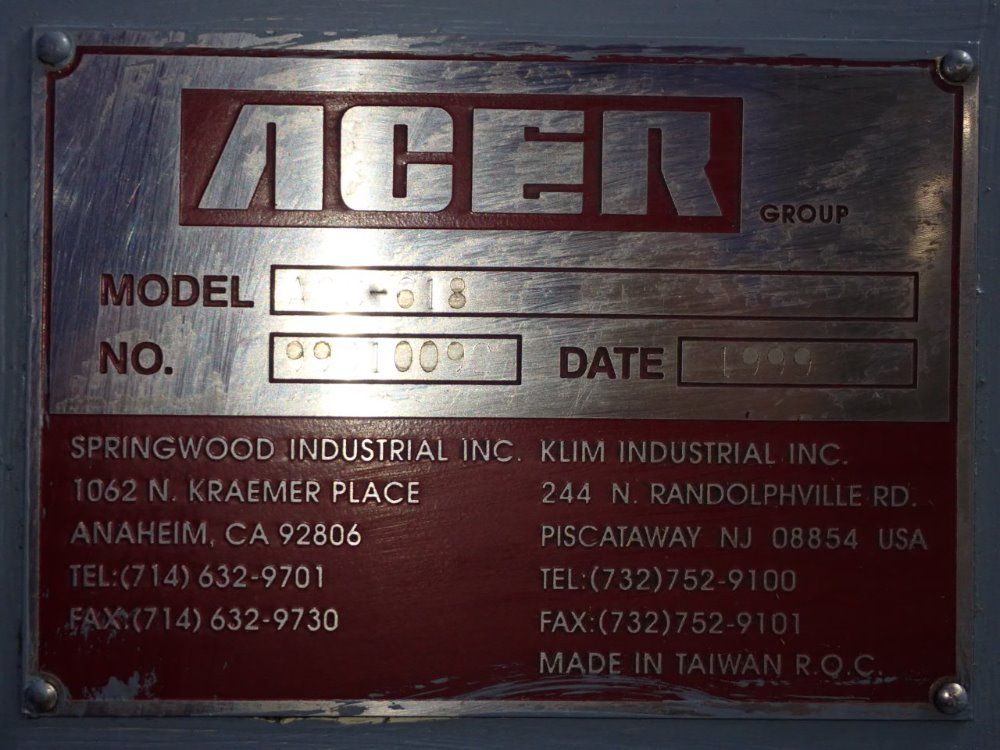 ACER
GROUP
MODEL
NO. DATE 1999
SPRINGWOOD INDUSTRIAL INC.
1062 N. KRAEMER PLACE
ANAHEIM, CA 92806
TEL:(714) 632-9701
FAX:(714) 632-9730
KLIM INDUSTRIAL INC.
244 N. RANDOLPHVILLE RD.
PISCATAWAY NJ 08854 USA
TEL:(732)752-9100
FAX:(732)752-9101
MADE IN TAIWAN R.O.C.